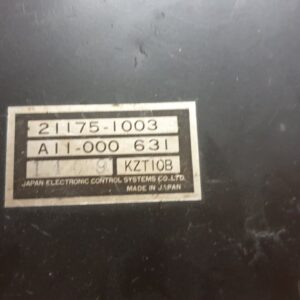 21175-1003
A11-000 631
KZT10B
JAPAN ELECTRONIC CONTROL SYSTEMS CO.,LTD.
MADE IN JAPAN